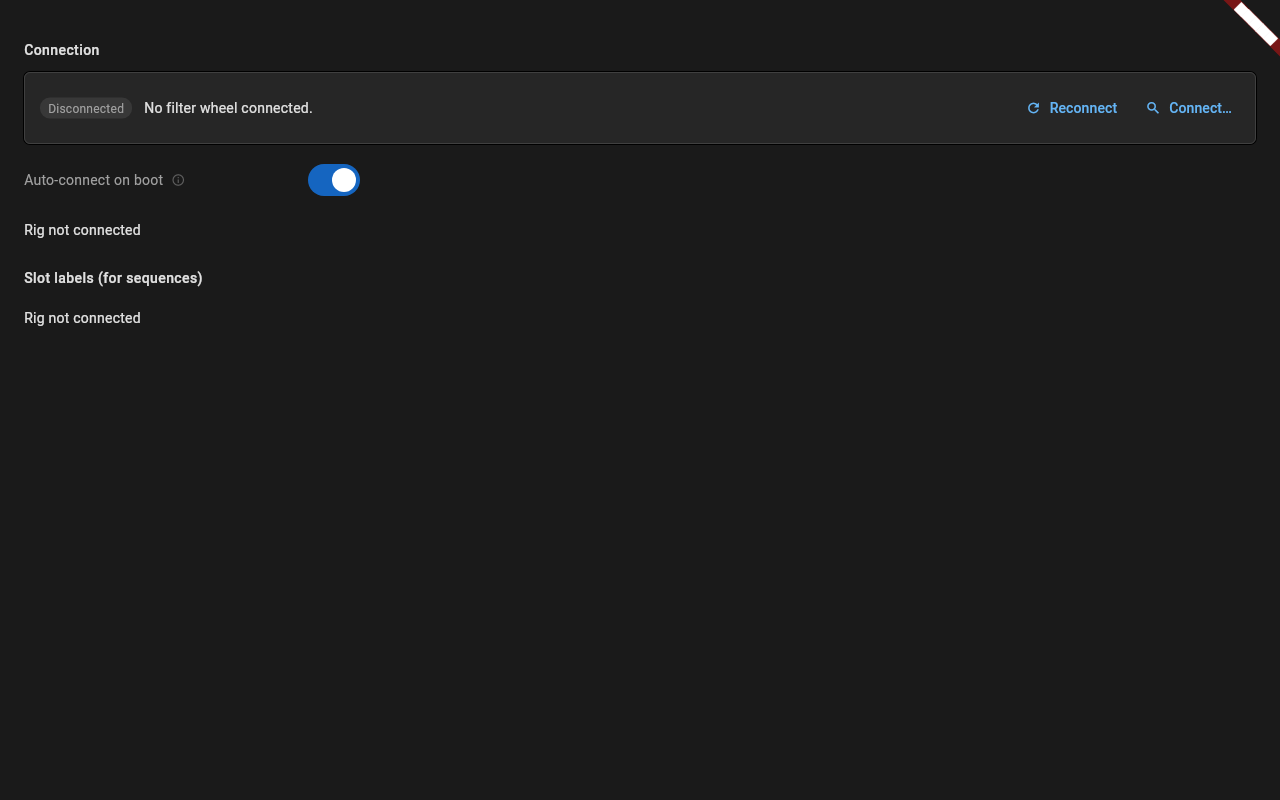 Connection
Disconnected No filter wheel connected. Reconnect Connect…
Auto-connect on boot
Rig not connected
Slot labels (for sequences)
Rig not connected